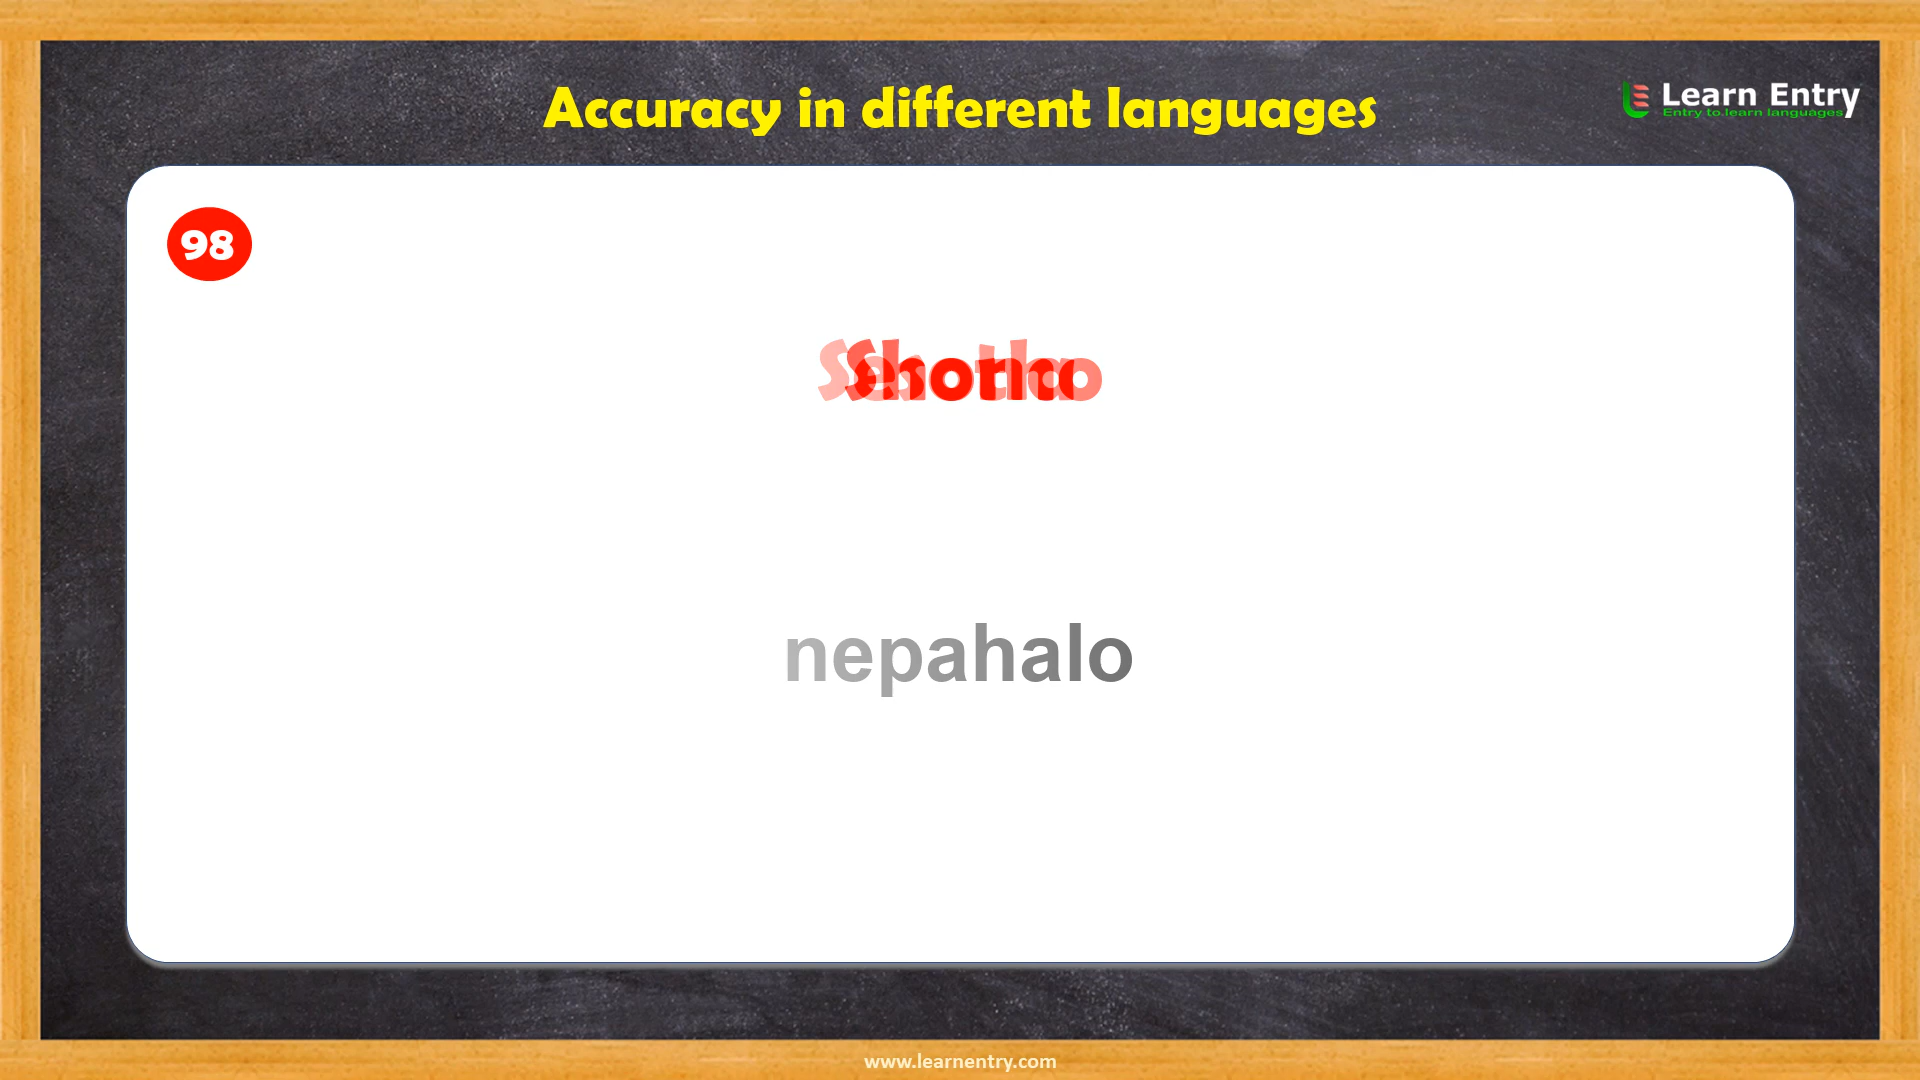 Accuracy in different languages
Learn Entry
Entry to learn languages
98
nepahalo
www.learnentry.com